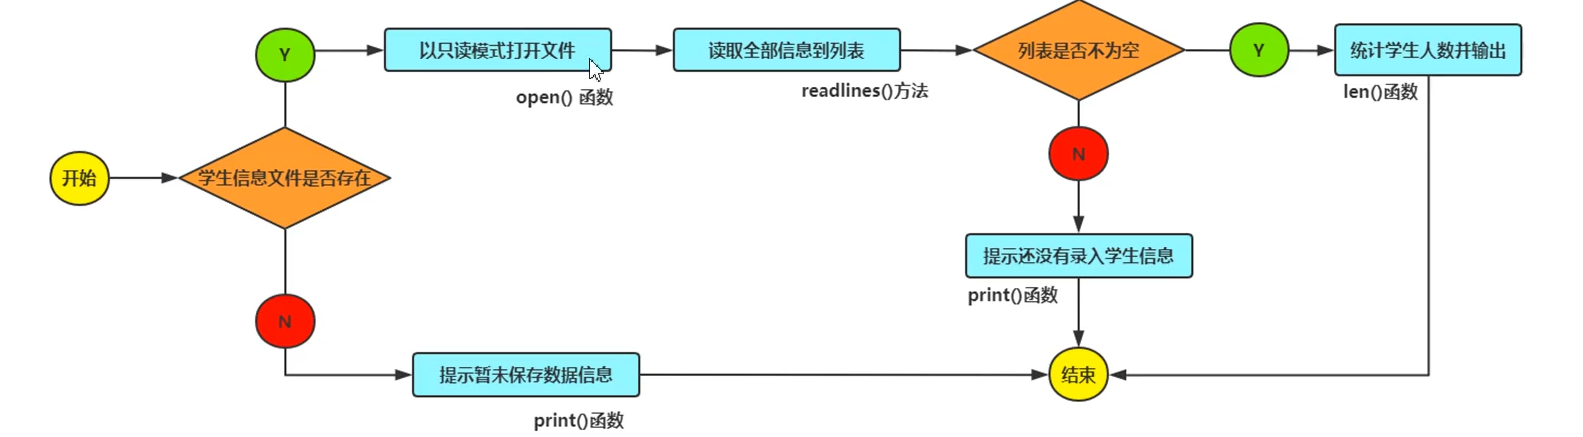 Y
以只读模式打开文件
open() 函数
读取全部信息到列表
readlines()方法
列表是否不为空
Y
统计学生人数并输出
len()函数
N
开始
学生信息文件是否存在
提示还没有录入学生信息
print()函数
N
提示暂未保存数据信息
print()函数
结束